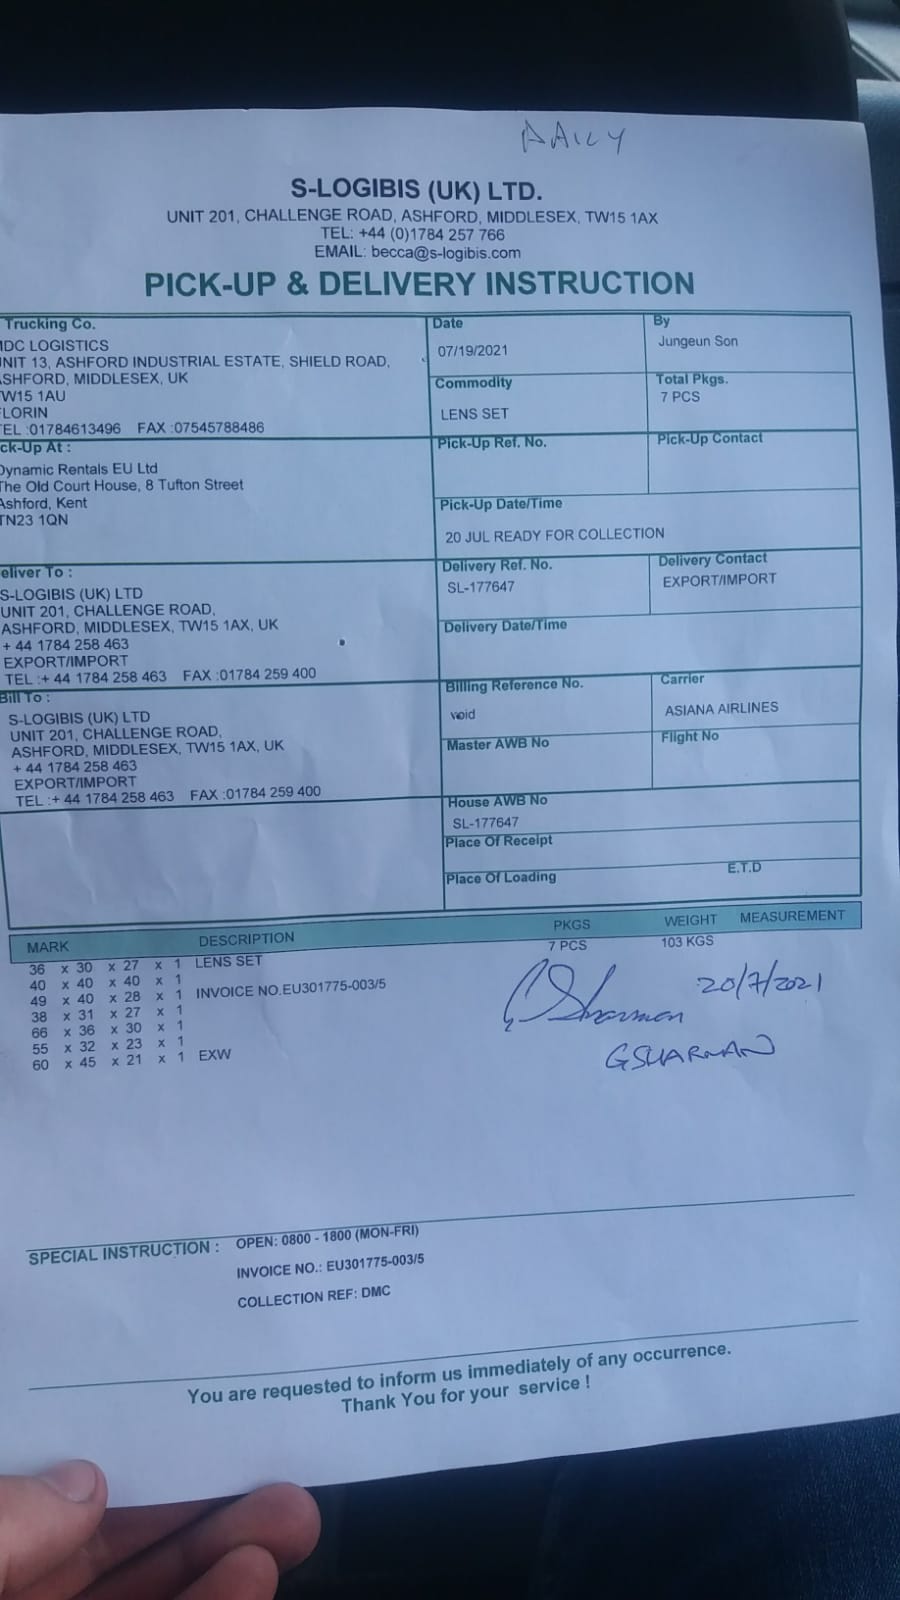 DAILY
S-LOGIBIS (UK) LTD.
UNIT 201, CHALLENGE ROAD, ASHFORD, MIDDLESEX, TW15 1AX
TEL: +44 (0)1784 257 766
EMAIL: becca@s-logibis.com
PICK-UP & DELIVERY INSTRUCTION
Trucking Co.
DC LOGISTICS
NIT 13, ASHFORD INDUSTRIAL ESTATE, SHIELD ROAD,
SHFORD, MIDDLESEX, UK
W15 1AU
LORIN
EL :01784613496 FAX :07545788486
Date
07/19/2021
By
Jungeun Son
Commodity
LENS SET
Total Pkgs.
7 PCS
ck-Up At :
Dynamic Rentals EU Ltd
The Old Court House, 8 Tufton Street
Ashford, Kent
TN23 1QN
Pick-Up Ref. No.
Pick-Up Contact
Pick-Up Date/Time
20 JUL READY FOR COLLECTION
eliver To :
S-LOGIBIS (UK) LTD
UNIT 201, CHALLENGE ROAD,
ASHFORD, MIDDLESEX, TW15 1AX, UK
+ 44 1784 258 463
EXPORT/IMPORT
TEL :+ 44 1784 258 463 FAX :01784 259 400
Delivery Ref. No.
SL-177647
Delivery Contact
EXPORT/IMPORT
Delivery Date/Time
Bill To :
S-LOGIBIS (UK) LTD
UNIT 201, CHALLENGE ROAD,
ASHFORD, MIDDLESEX, TW15 1AX, UK
+ 44 1784 258 463
EXPORT/IMPORT
TEL :+ 44 1784 258 463 FAX :01784 259 400
Billing Reference No.
void
Carrier
ASIANA AIRLINES
Master AWB No
Flight No
House AWB No
SL-177647
Place Of Receipt
Place Of Loading
E.T.D
MARK DESCRIPTION PKGS WEIGHT MEASUREMENT
36 x 30 x 27 x 1 LENS SET 7 PCS 103 KGS
40 x 40 x 40 x 1
49 x 40 x 28 x 1 INVOICE NO.EU301775-003/5
38 x 31 x 27 x 1
66 x 36 x 30 x 1
55 x 32 x 23 x 1
60 x 45 x 21 x 1 EXW
GSharman 20/7/2021
GSHARMAN
SPECIAL INSTRUCTION : OPEN: 0800 - 1800 (MON-FRI)
INVOICE NO.: EU301775-003/5
COLLECTION REF: DMC
You are requested to inform us immediately of any occurrence.
Thank You for your service !